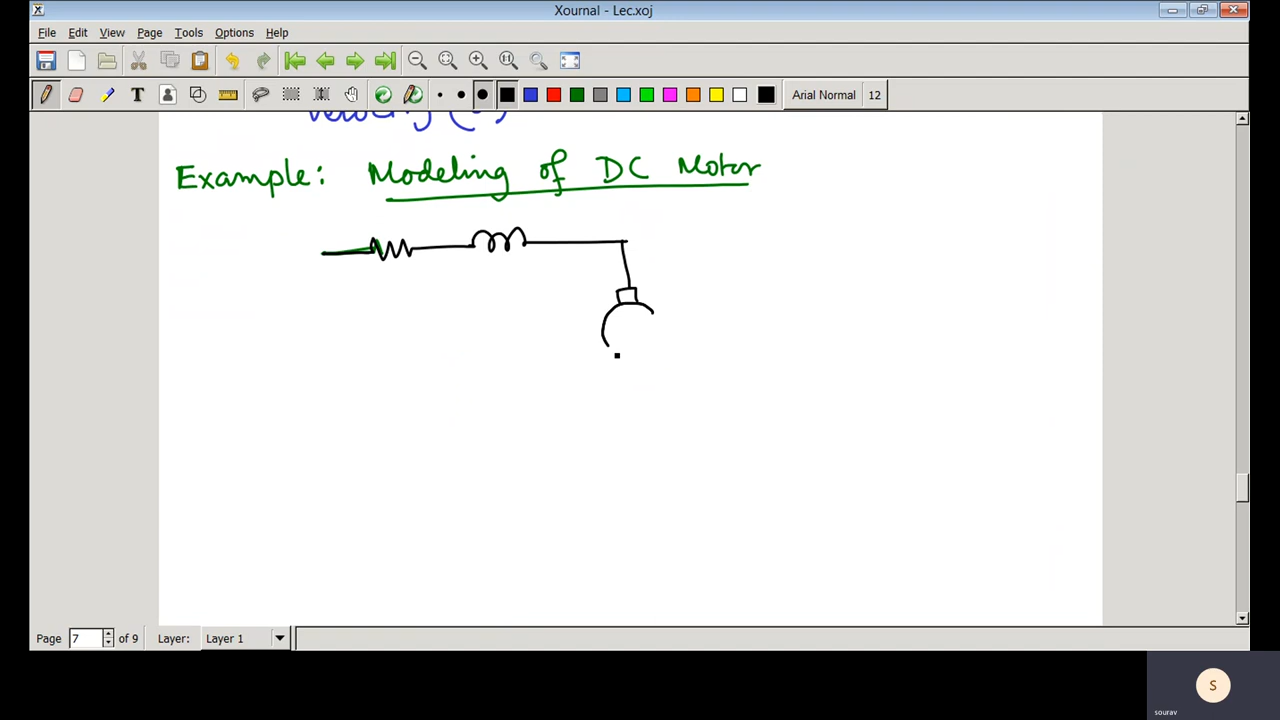 Xournal - Lec.xoj
File Edit View Page Tools Options Help
Arial Normal 12
Example: Modeling of DC Motor
Page 7 of 9 Layer: Layer 1
S
sourav